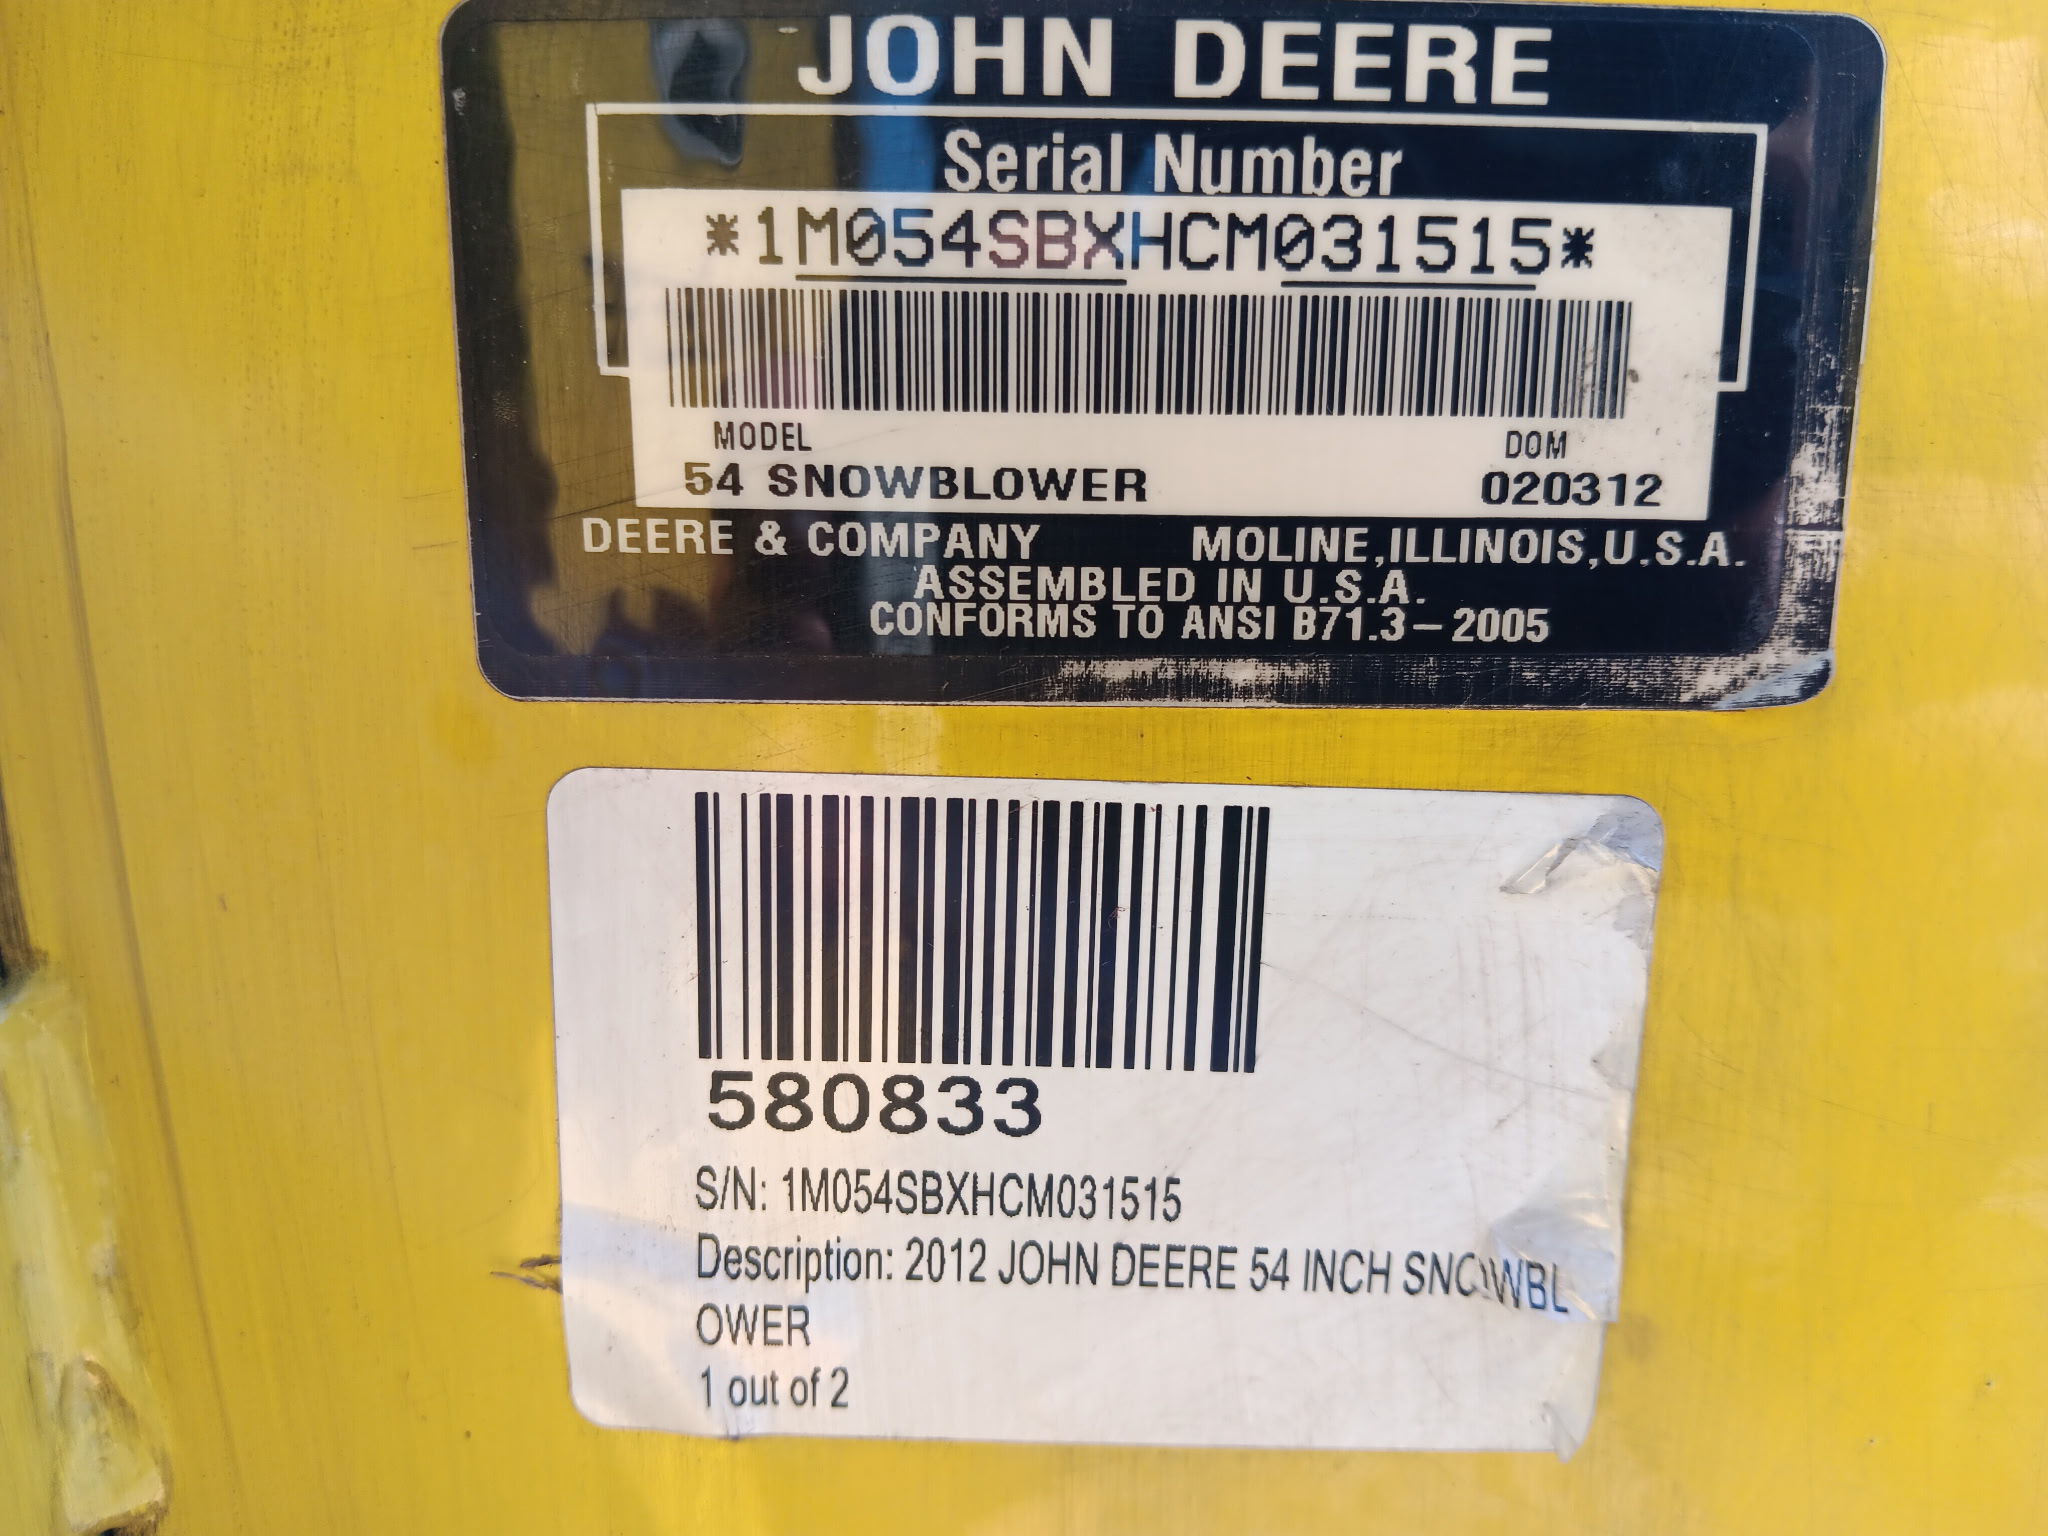 JOHN DEERE
Serial Number
*1M054SBXHCM031515*
MODEL DOM
54 SNOWBLOWER 020312
DEERE & COMPANY MOLINE,ILLINOIS,U.S.A.
ASSEMBLED IN U.S.A.
CONFORMS TO ANSI B71.3-2005
580833
S/N: 1M054SBXHCM031515
Description: 2012 JOHN DEERE 54 INCH SNOWBL
OWER
1 out of 2